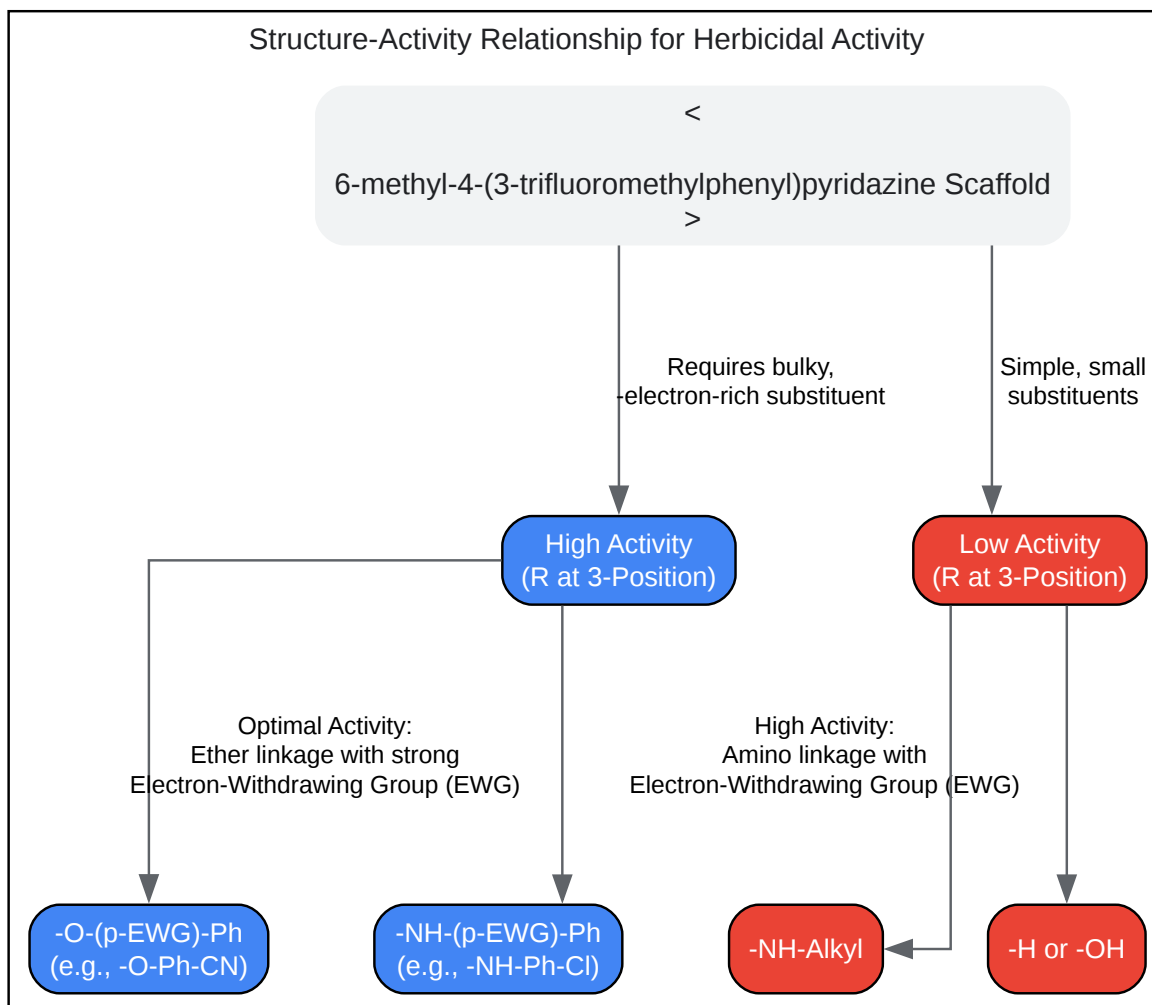 Structure-Activity Relationship for Herbicidal Activity
<
6-methyl-4-(3-trifluoromethylphenyl)pyridazine Scaffold
>
Requires bulky,
-electron-rich substituent
Simple, small
substituents
High Activity
(R at 3-Position)
Low Activity
(R at 3-Position)
Optimal Activity:
Ether linkage with strong
Electron-Withdrawing Group (EWG)
High Activity:
Amino linkage with
Electron-Withdrawing Group (EWG)
-O-(p-EWG)-Ph
(e.g., -O-Ph-CN)
-NH-(p-EWG)-Ph
(e.g., -NH-Ph-Cl)
-NH-Alkyl
-H or -OH